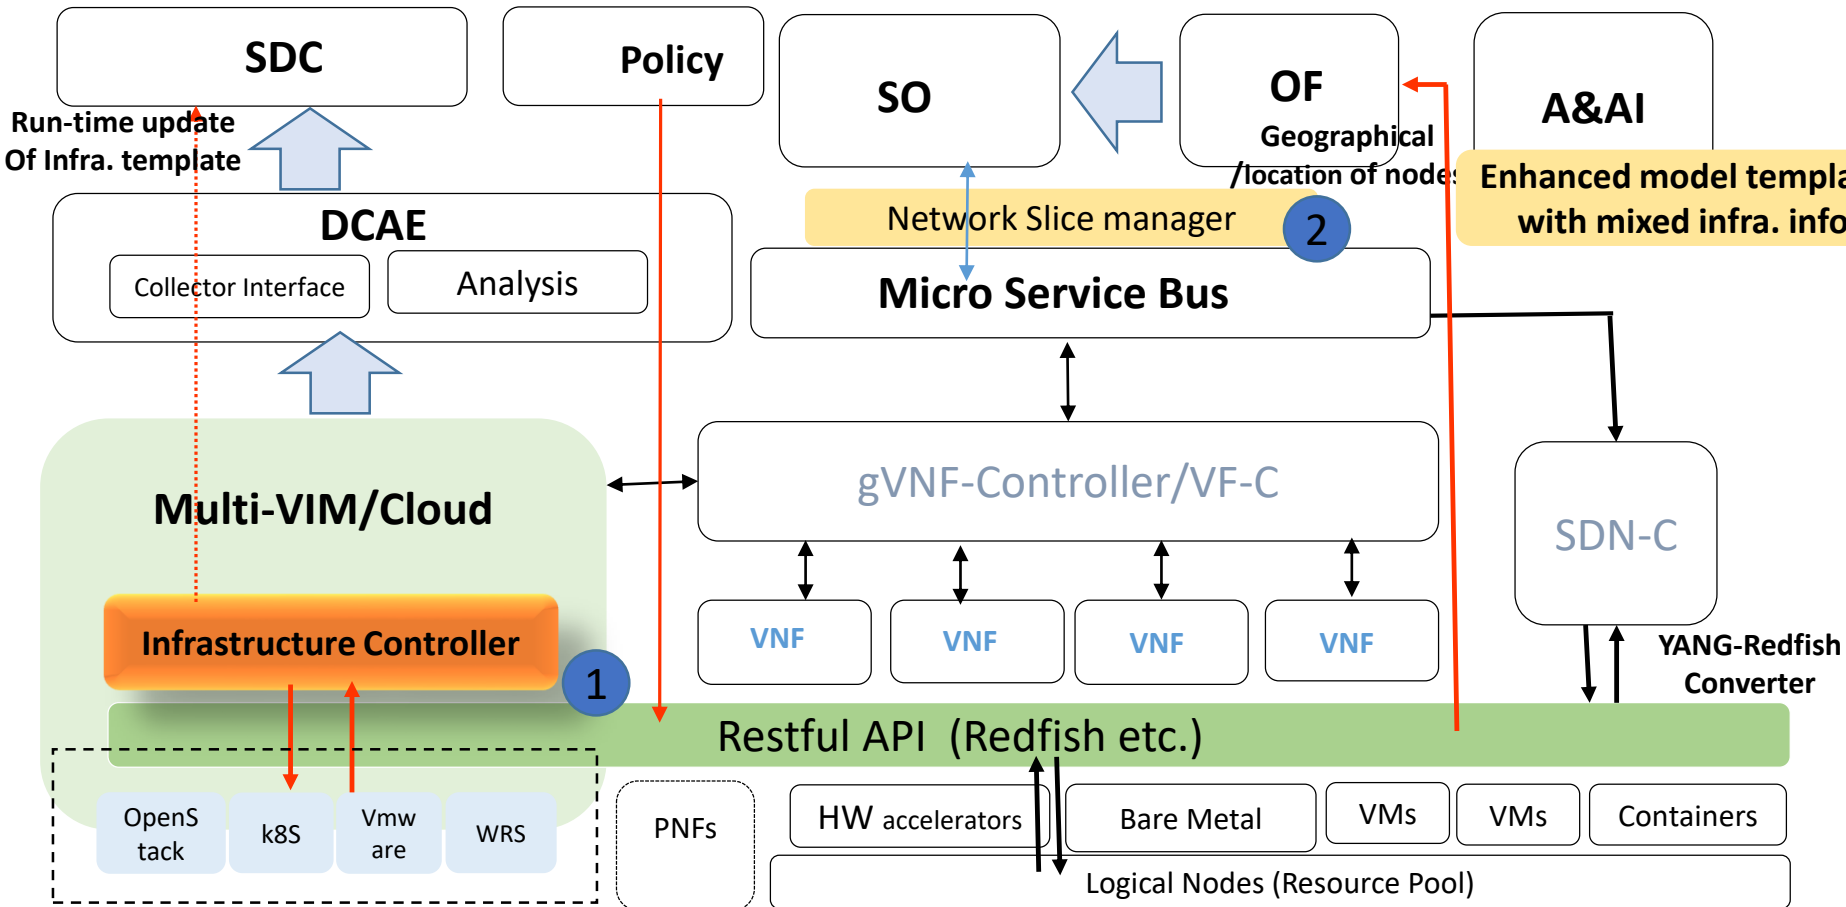 SDC
Policy
SO
OF
A&AI
Run-time update
Of Infra. template
Geographical
/location of nodes
Enhanced model templa
with mixed infra. info
Network Slice manager
2
DCAE
Collector Interface
Analysis
Micro Service Bus
Multi-VIM/Cloud
gVNF-Controller/VF-C
SDN-C
Infrastructure Controller
1
VNF
VNF
VNF
VNF
YANG-Redfish
Converter
Restful API (Redfish etc.)
OpenS
tack
k8S
Vmw
are
WRS
PNFs
HW accelerators
Bare Metal
VMs
VMs
Containers
Logical Nodes (Resource Pool)